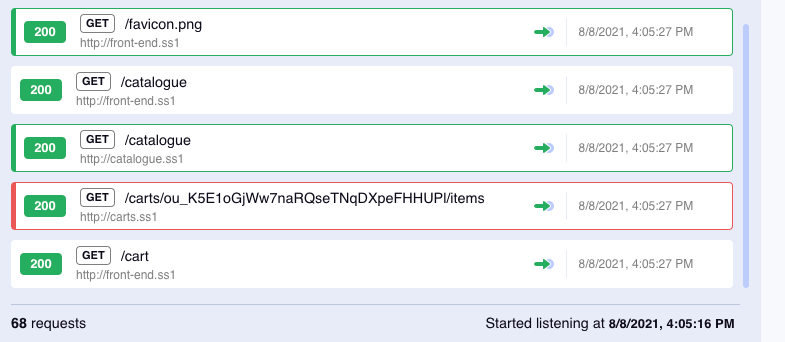 200 GET /favicon.png 8/8/2021, 4:05:27 PM
http://front-end.ss1
200 GET /catalogue 8/8/2021, 4:05:27 PM
http://front-end.ss1
200 GET /catalogue 8/8/2021, 4:05:27 PM
http://catalogue.ss1
200 GET /carts/ou_K5E1oGjWw7naRQseTNqDXpeFHHUPl/items 8/8/2021, 4:05:27 PM
http://carts.ss1
200 GET /cart 8/8/2021, 4:05:27 PM
http://front-end.ss1
68 requests Started listening at 8/8/2021, 4:05:16 PM